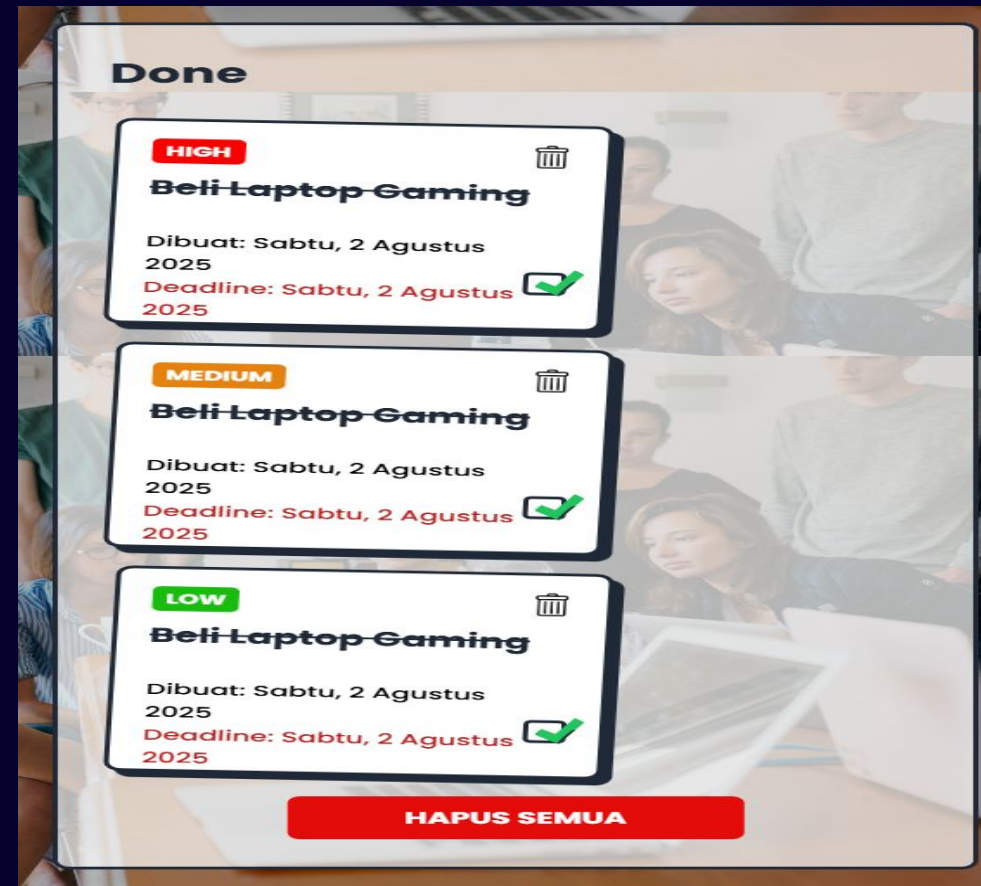 Done
HIGH
Beli Laptop Gaming
Dibuat: Sabtu, 2 Agustus
2025
Deadline: Sabtu, 2 Agustus
2025
MEDIUM
Beli Laptop Gaming
Dibuat: Sabtu, 2 Agustus
2025
Deadline: Sabtu, 2 Agustus
2025
LOW
Beli Laptop Gaming
Dibuat: Sabtu, 2 Agustus
2025
Deadline: Sabtu, 2 Agustus
2025
HAPUS SEMUA